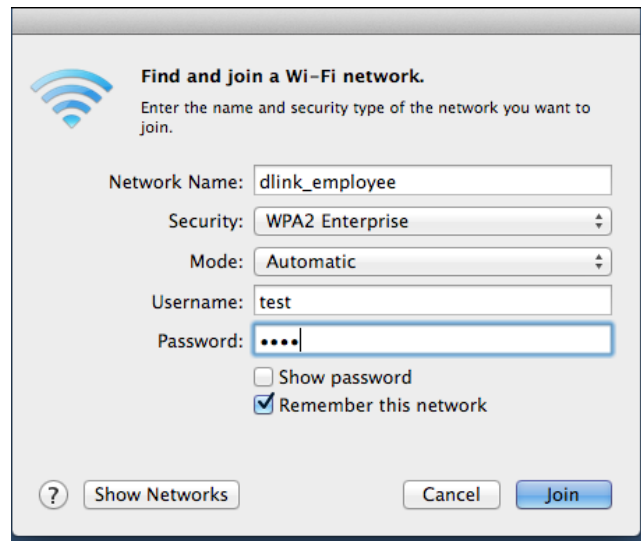 Find and join a Wi-Fi network.
Enter the name and security type of the network you want to
join.
Network Name: dlink_employee
Security: WPA2 Enterprise
Mode: Automatic
Username: test
Password: ••••
Show password
Remember this network
? Show Networks Cancel Join